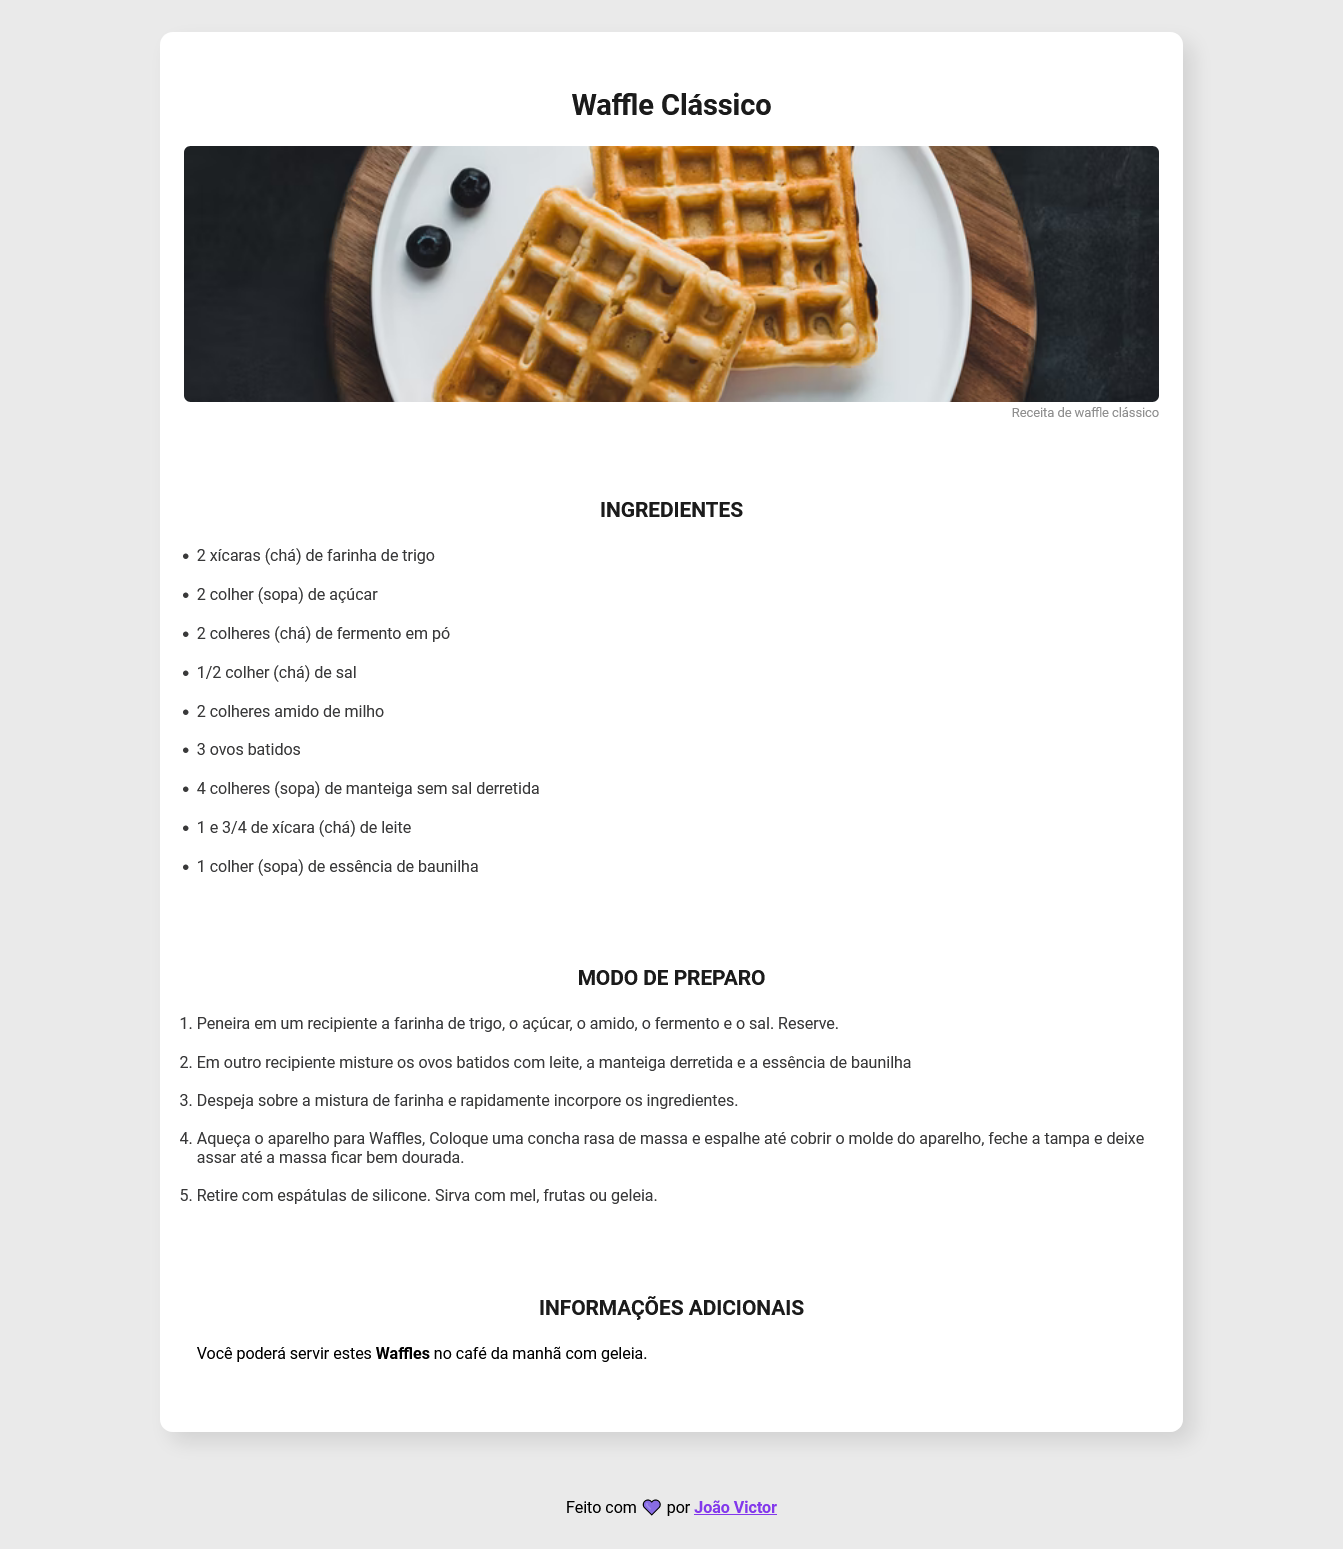 Waffle Clássico
Receita de waffle clássico
INGREDIENTES
• 2 xícaras (chá) de farinha de trigo
• 2 colher (sopa) de açúcar
• 2 colheres (chá) de fermento em pó
• 1/2 colher (chá) de sal
• 2 colheres amido de milho
• 3 ovos batidos
• 4 colheres (sopa) de manteiga sem sal derretida
• 1 e 3/4 de xícara (chá) de leite
• 1 colher (sopa) de essência de baunilha
MODO DE PREPARO
1. Peneira em um recipiente a farinha de trigo, o açúcar, o amido, o fermento e o sal. Reserve.
2. Em outro recipiente misture os ovos batidos com leite, a manteiga derretida e a essência de baunilha
3. Despeja sobre a mistura de farinha e rapidamente incorpore os ingredientes.
4. Aqueça o aparelho para Waffles, Coloque uma concha rasa de massa e espalhe até cobrir o molde do aparelho, feche a tampa e deixe
assar até a massa ficar bem dourada.
5. Retire com espátulas de silicone. Sirva com mel, frutas ou geleia.
INFORMAÇÕES ADICIONAIS
Você poderá servir estes Waffles no café da manhã com geleia.
Feito com 💜 por João Victor